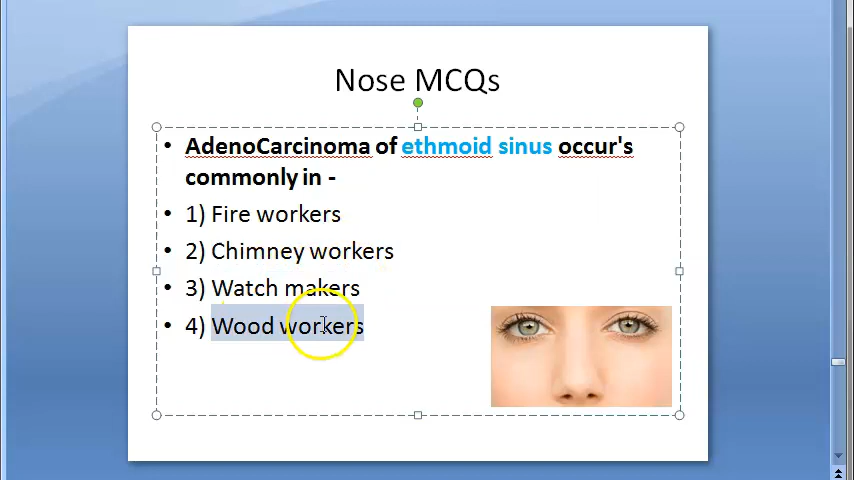 Nose MCQs
• AdenoCarcinoma of ethmoid sinus occur's
commonly in -
• 1) Fire workers
• 2) Chimney workers
• 3) Watch makers
• 4) Wood workers